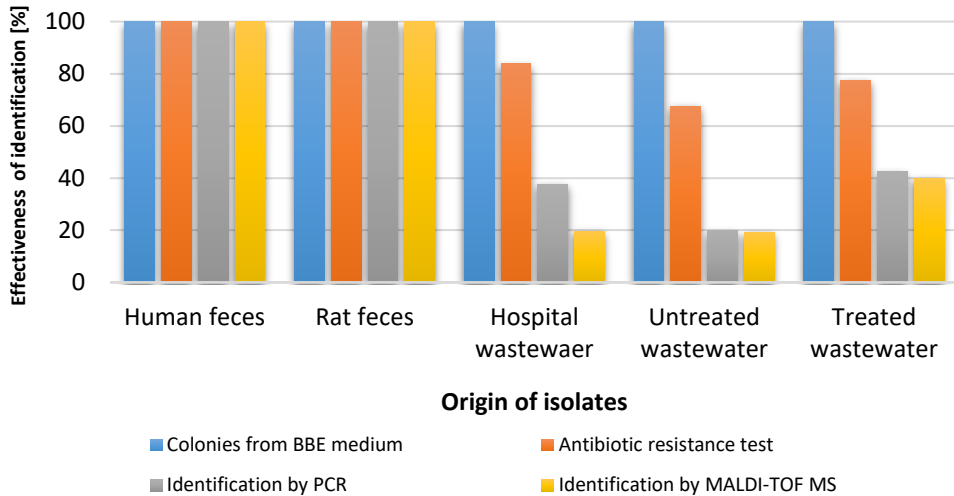 Effectiveness of identification [%]
100
80
60
40
20
0
Human feces
Rat feces
Hospital
wastewaer
Untreated
wastewater
Treated
wastewater
Origin of isolates
Colonies from BBE medium
Antibiotic resistance test
Identification by PCR
Identification by MALDI-TOF MS